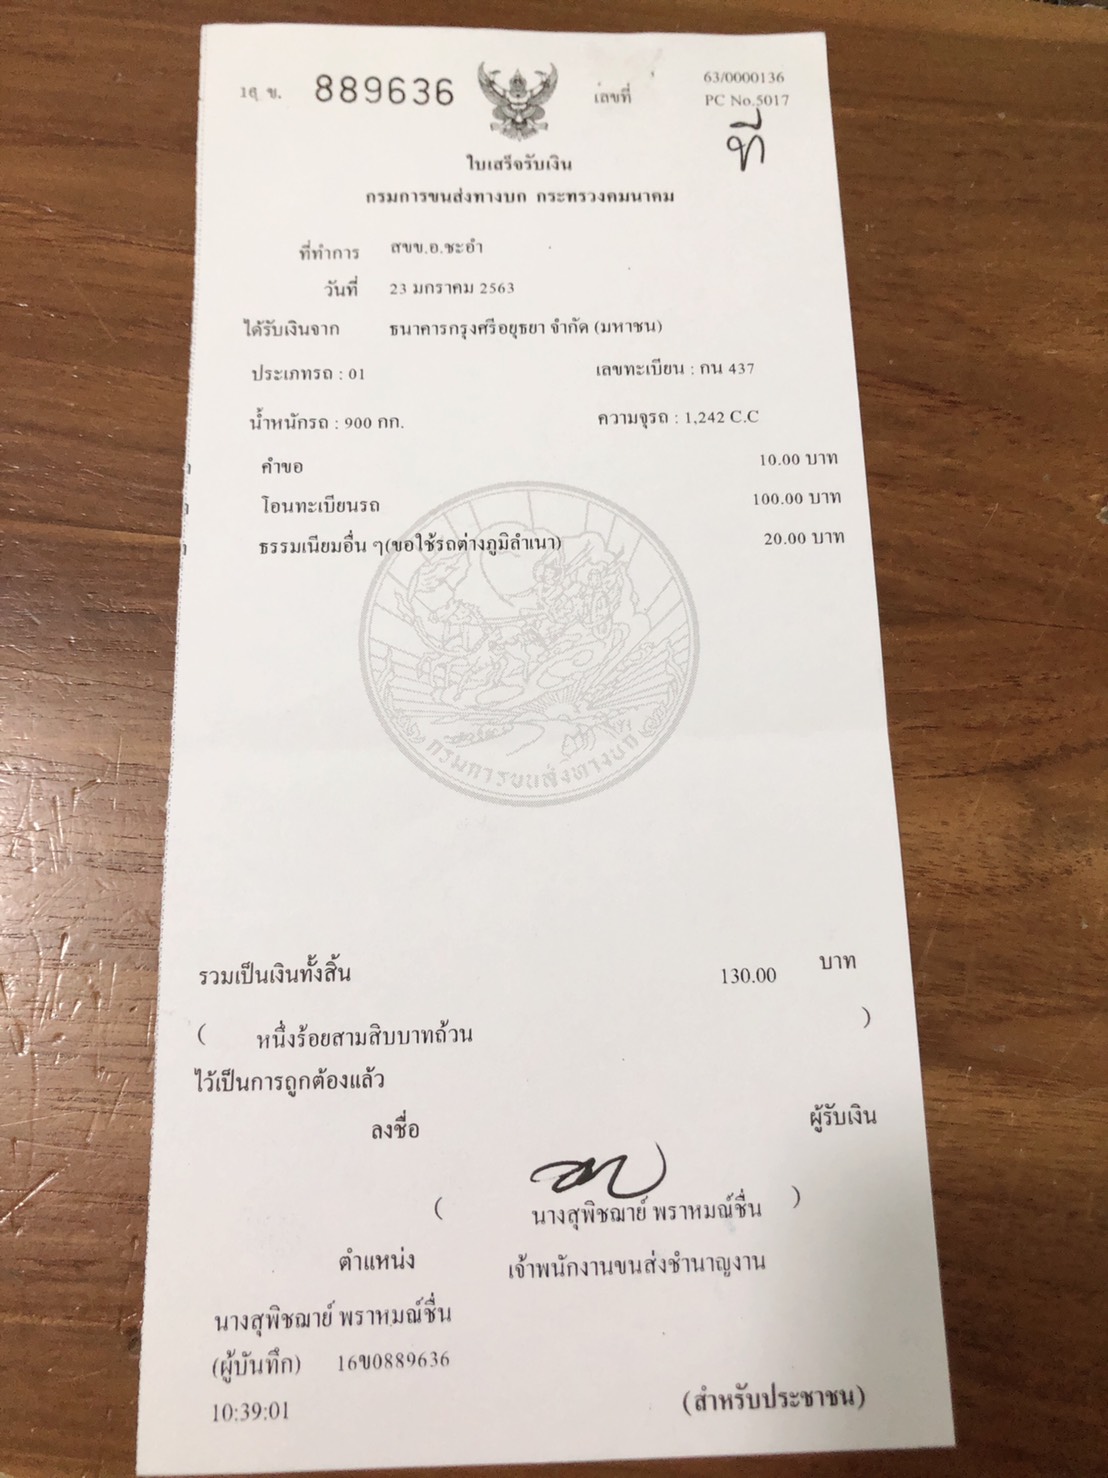 1ๆ ข. 889636 เลขที่ 63/0000136
PC No.5017
ที
ใบเสร็จรับเงิน
กรมการขนส่งทางบก กระทรวงคมนาคม
ที่ทำการ สขข.อ.ชะอำ
วันที่ 23 มกราคม 2563
ได้รับเงินจาก ธนาคารกรุงศรีอยุธยา จำกัด (มหาชน)
ประเภทรถ : 01 เลขทะเบียน : กน 437
น้ำหนักรถ : 900 กก. ความจุรถ : 1,242 C.C
คำขอ 10.00 บาท
โอนทะเบียนรถ 100.00 บาท
ธรรมเนียมอื่น ๆ(ขอใช้รถต่างภูมิลำเนา) 20.00 บาท
กรมการขนส่งทางบก
รวมเป็นเงินทั้งสิ้น 130.00 บาท
( หนึ่งร้อยสามสิบบาทถ้วน )
ไว้เป็นการถูกต้องแล้ว
ลงชื่อ ผู้รับเงิน
( นางสุพิชฌาย์ พราหมณ์ชื่น )
ตำแหน่ง เจ้าพนักงานขนส่งชำนาญงาน
นางสุพิชฌาย์ พราหมณ์ชื่น
(ผู้บันทึก) 16ข0889636
10:39:01 (สำหรับประชาชน)